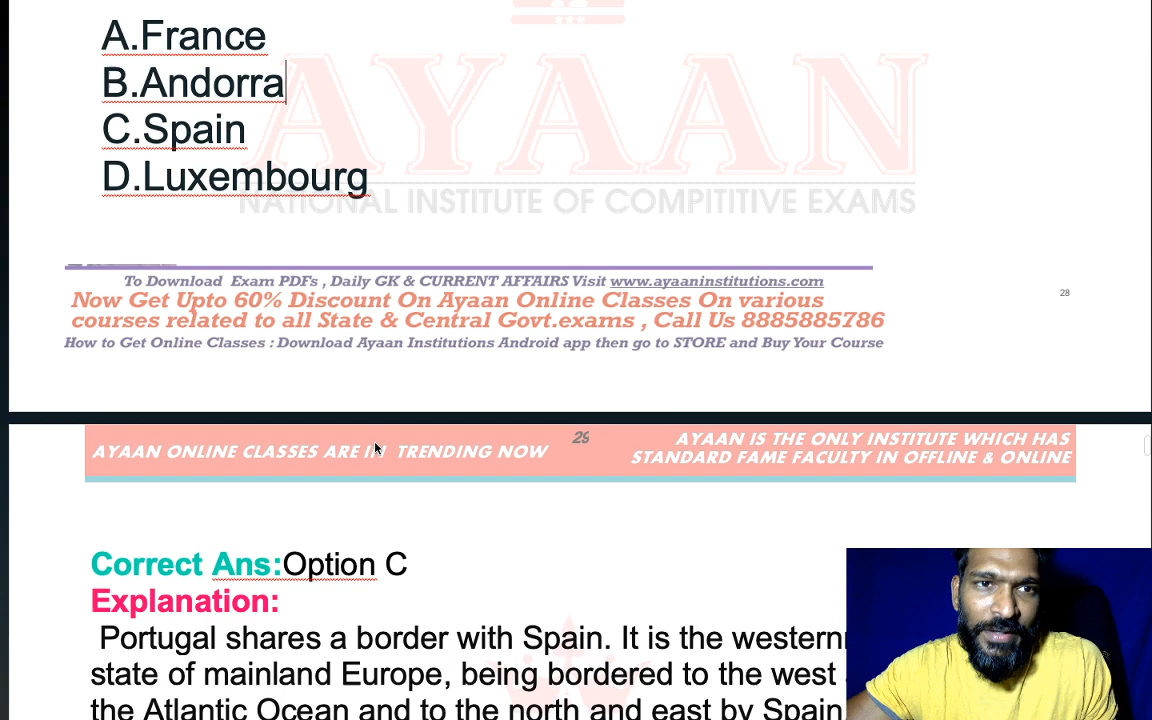 A.France
B.Andorra
C.Spain
D.Luxembourg
AYAAN
NATIONAL INSTITUTE OF COMPITITIVE EXAMS
To Download Exam PDFs , Daily GK & CURRENT AFFAIRS Visit www.ayaaninstitutions.com
Now Get Upto 60% Discount On Ayaan Online Classes On various
courses related to all State & Central Govt.exams , Call Us 8885885786
How to Get Online Classes : Download Ayaan Institutions Android app then go to STORE and Buy Your Course
28
AYAAN ONLINE CLASSES ARE IN TRENDING NOW
29
AYAAN IS THE ONLY INSTITUTE WHICH HAS
STANDARD FAME FACULTY IN OFFLINE & ONLINE
Correct Ans:Option C
Explanation:
Portugal shares a border with Spain. It is the western
state of mainland Europe, being bordered to the west
the Atlantic Ocean and to the north and east by Spain